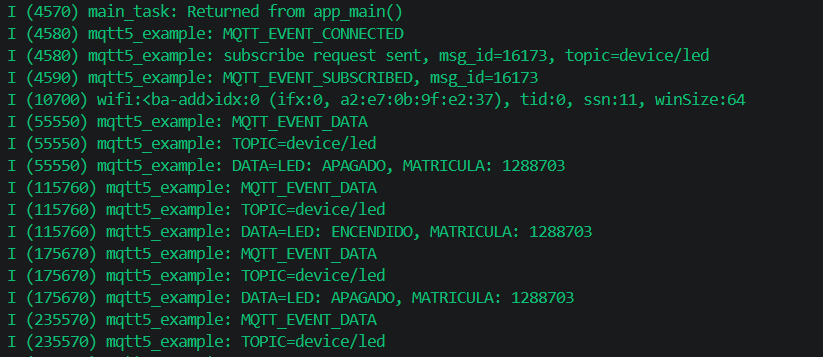 I (4570) main_task: Returned from app_main()
I (4580) mqtt5_example: MQTT_EVENT_CONNECTED
I (4580) mqtt5_example: subscribe request sent, msg_id=16173, topic=device/led
I (4590) mqtt5_example: MQTT_EVENT_SUBSCRIBED, msg_id=16173
I (10700) wifi:<ba-add>idx:0 (ifx:0, a2:e7:0b:9f:e2:37), tid:0, ssn:11, winSize:64
I (55550) mqtt5_example: MQTT_EVENT_DATA
I (55550) mqtt5_example: TOPIC=device/led
I (55550) mqtt5_example: DATA=LED: APAGADO, MATRICULA: 1288703
I (115760) mqtt5_example: MQTT_EVENT_DATA
I (115760) mqtt5_example: TOPIC=device/led
I (115760) mqtt5_example: DATA=LED: ENCENDIDO, MATRICULA: 1288703
I (175670) mqtt5_example: MQTT_EVENT_DATA
I (175670) mqtt5_example: TOPIC=device/led
I (175670) mqtt5_example: DATA=LED: APAGADO, MATRICULA: 1288703
I (235570) mqtt5_example: MQTT_EVENT_DATA
I (235570) mqtt5_example: TOPIC=device/led